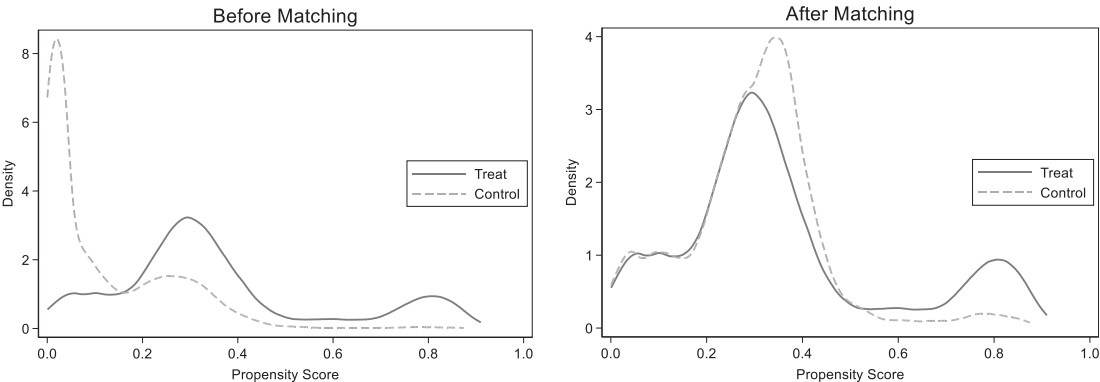 Before Matching
8
6
4
2
0
Density
0.0 0.2 0.4 0.6 0.8 1.0
Propensity Score
Treat
Control
After Matching
4
3
2
1
0
Density
0.0 0.2 0.4 0.6 0.8 1.0
Propensity Score
Treat
Control